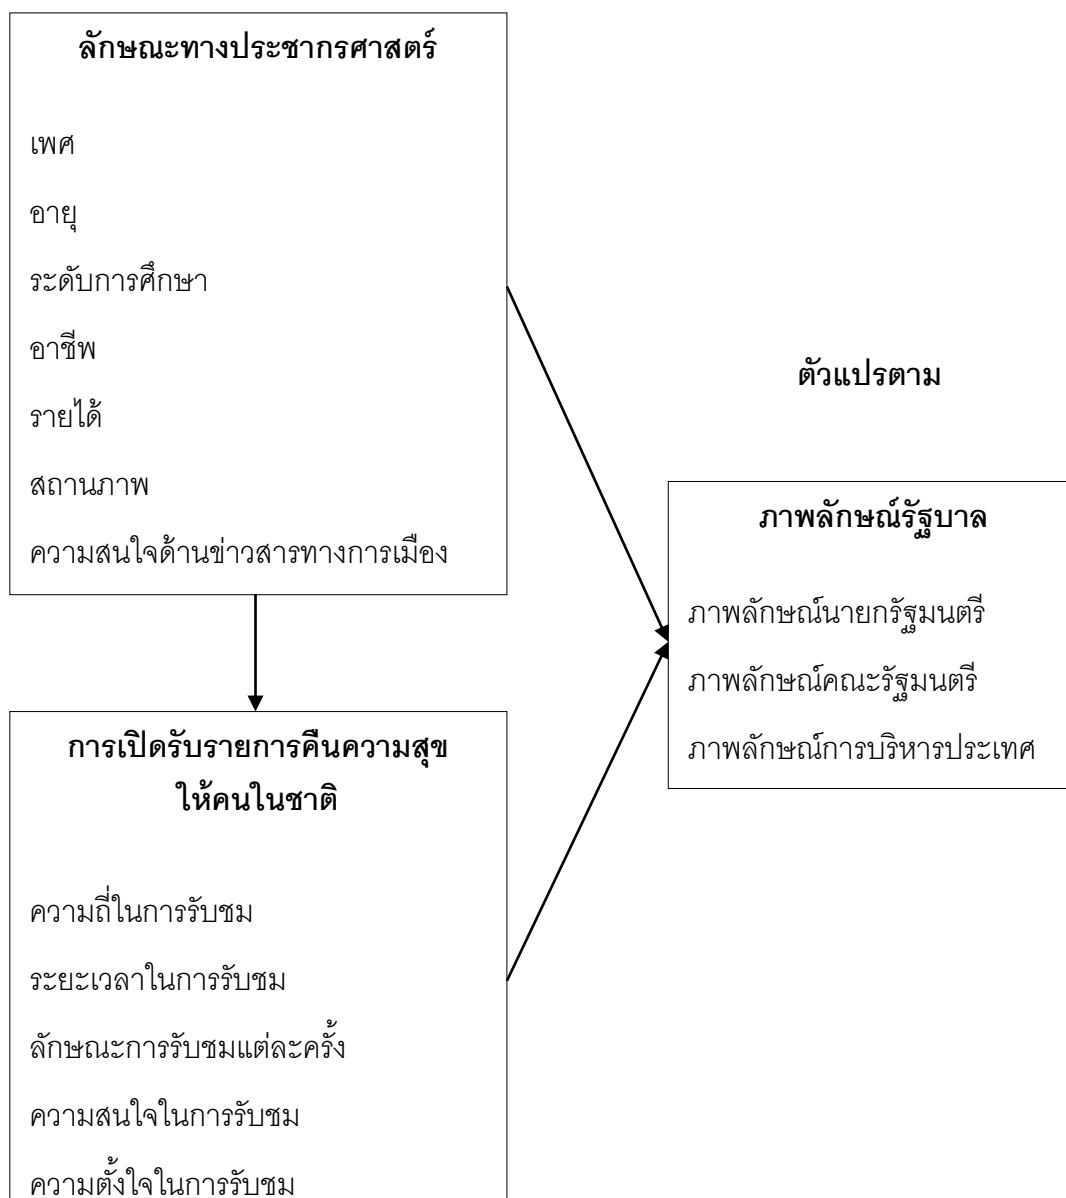 ลักษณะทางประชากรศาสตร์
เพศ
อายุ
ระดับการศึกษา
อาชีพ
รายได้
สถานภาพ
ความสนใจด้านข่าวสารทางการเมือง
การเปิดรับรายการคืนความสุข
ให้คนในชาติ
ความถี่ในการรับชม
ระยะเวลาในการรับชม
ลักษณะการรับชมแต่ละครั้ง
ความสนใจในการรับชม
ความตั้งใจในการรับชม
ตัวแปรตาม
ภาพลักษณ์รัฐบาล
ภาพลักษณ์นายกรัฐมนตรี
ภาพลักษณ์คณะรัฐมนตรี
ภาพลักษณ์การบริหารประเทศ